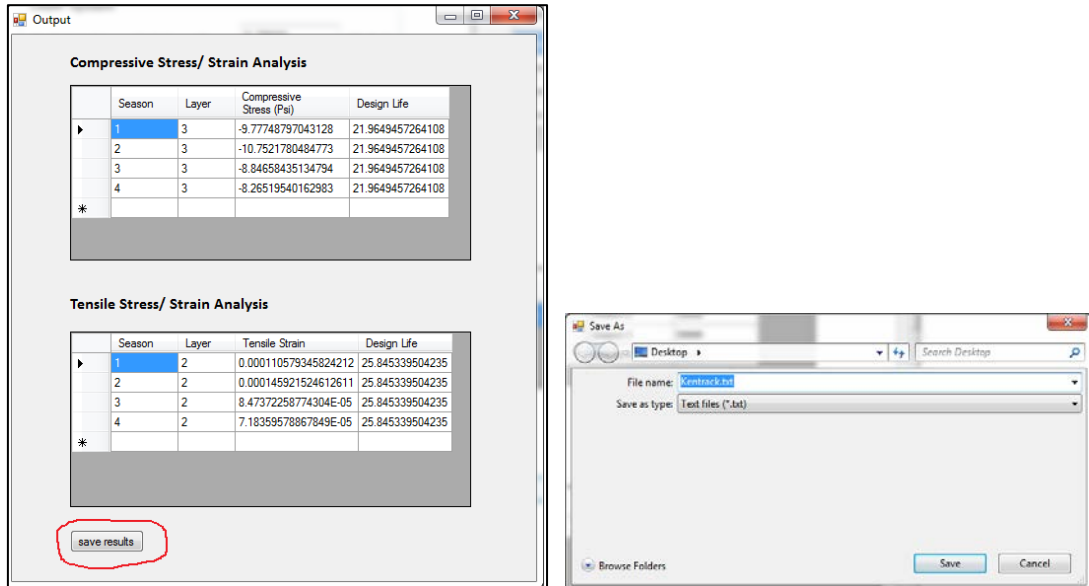 Output
Compressive Stress/ Strain Analysis
Season Layer Compressive Stress (Psi) Design Life
1 3 -9.77748797043128 21.9649457264108
2 3 -10.7521780484773 21.9649457264108
3 3 -8.84658435134794 21.9649457264108
4 3 -8.26519540162983 21.9649457264108
Tensile Stress/ Strain Analysis
Season Layer Tensile Strain Design Life
1 2 0.000110579345824212 25.845339504235
2 2 0.000145921524612611 25.845339504235
3 2 8.47372258774304E-05 25.845339504235
4 2 7.18359578867849E-05 25.845339504235
save results
Save As
Desktop
Search Desktop
File name: Kentrack.txt
Save as type: Text files (*.txt)
Browse Folders
Save Cancel